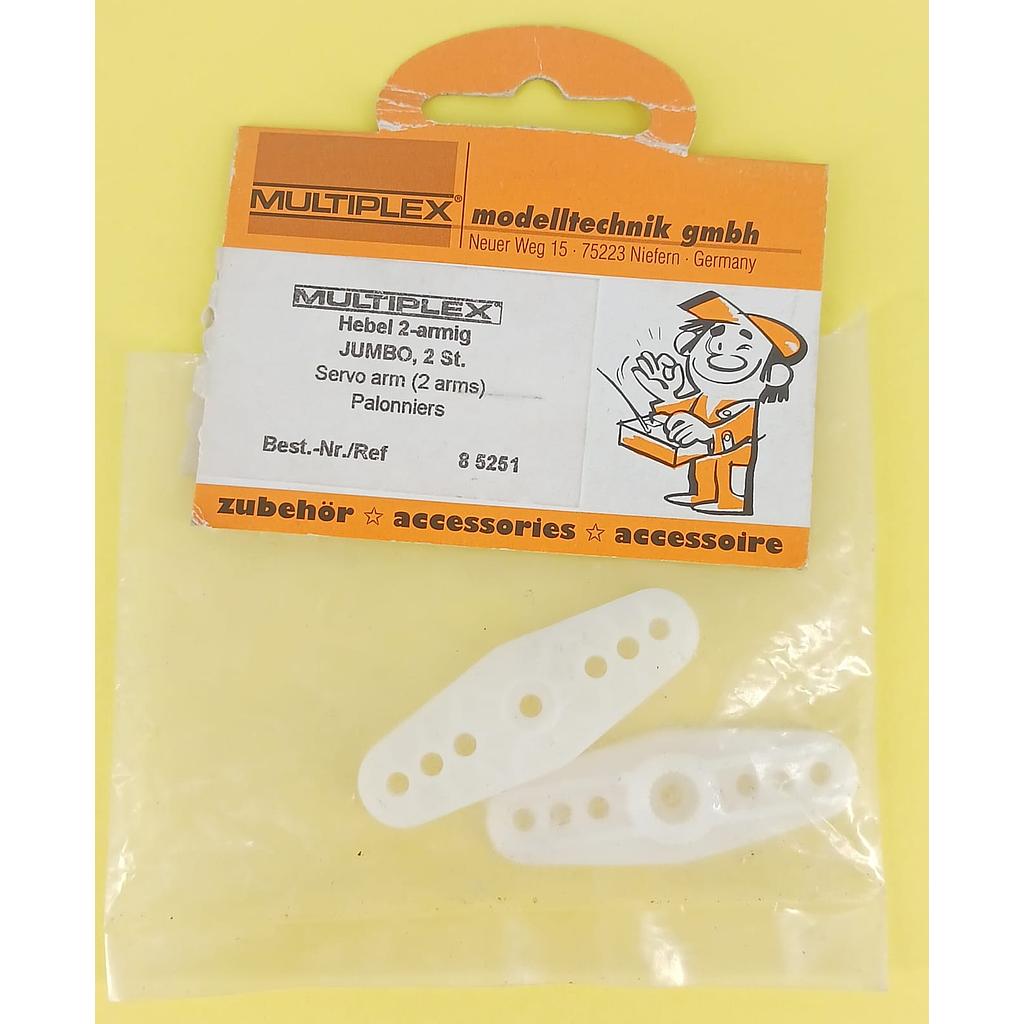 MULTIPLEX®
modelltechnik gmbh
Neuer Weg 15 · 75223 Niefern · Germany
MULTIPLEX®
Hebel 2-armig
JUMBO, 2 St.
Servo arm (2 arms)
Palonniers
Best.-Nr./Ref 8 5251
zubehör ☆ accessories ☆ accessoire